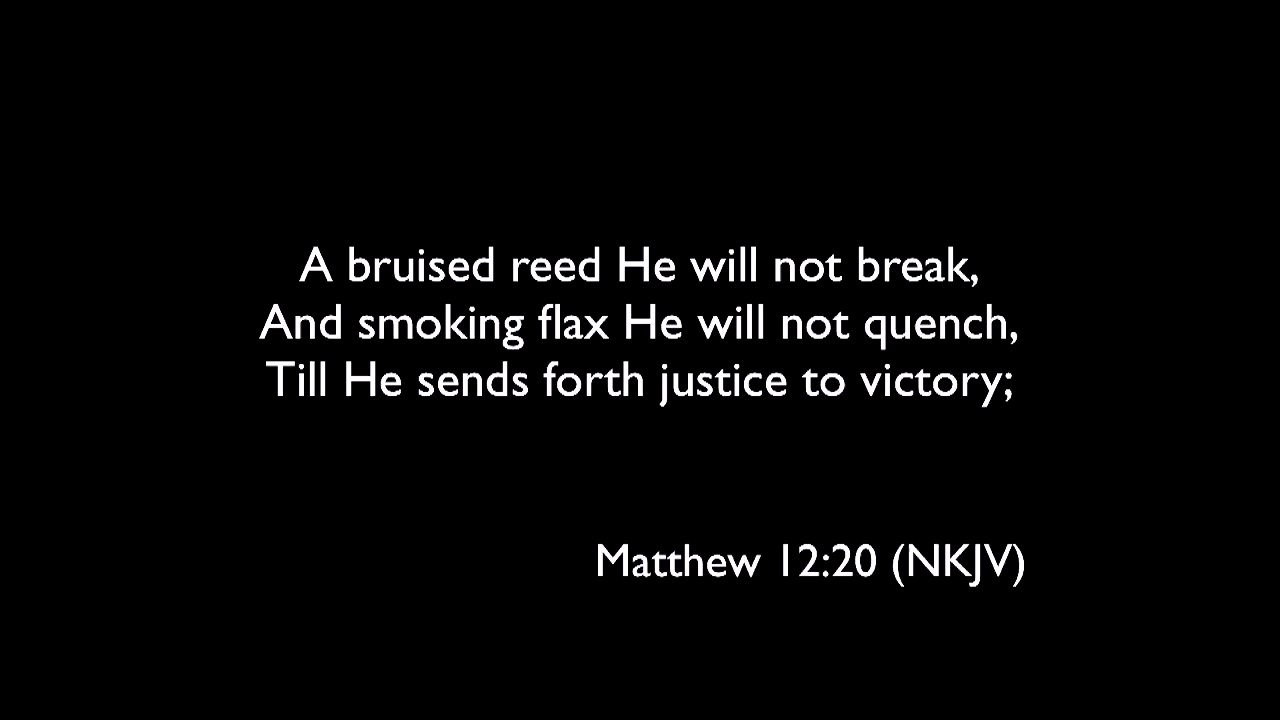 A bruised reed He will not break,
And smoking flax He will not quench,
Till He sends forth justice to victory;
Matthew 12:20 (NKJV)